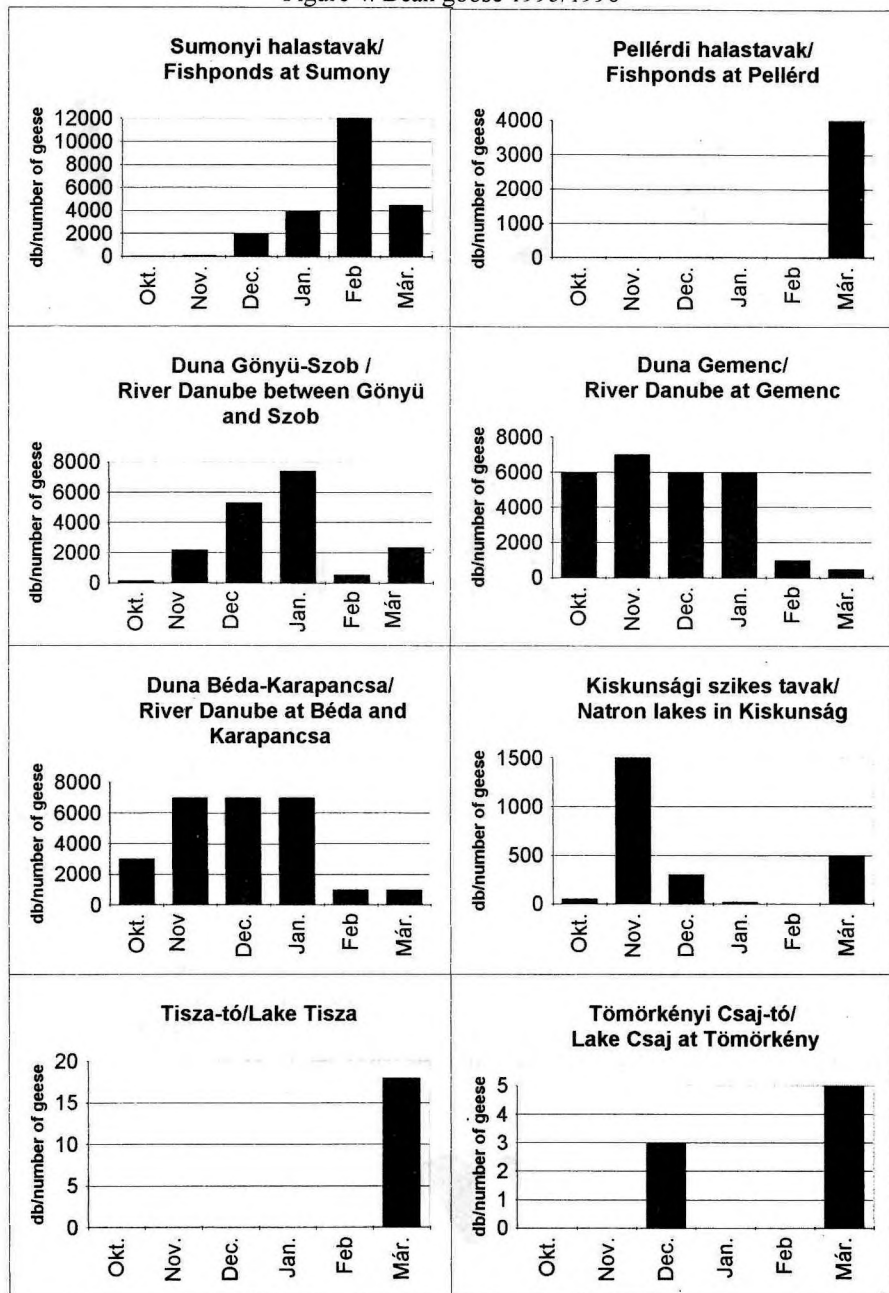 Sumonyi halastavak/
Fishponds at Sumony
db/number of geese
12000
10000
8000
6000
4000
2000
0
Okt.
Nov.
Dec.
Jan.
Feb
Már.
Pellérdi halastavak/
Fishponds at Pellérd
db/number of geese
4000
3000
2000
1000
0
Okt.
Nov.
Dec.
Jan.
Feb
Már.
Duna Gönyü-Szob /
River Danube between Gönyü
and Szob
db/number of geese
8000
6000
4000
2000
0
Okt.
Nov
Dec
Jan.
Feb
Már
Duna Gemenc/
River Danube at Gemenc
db/number of geese
8000
6000
4000
2000
0
Okt.
Nov.
Dec.
Jan.
Feb
Már.
Duna Béda-Karapancsa/
River Danube at Béda and
Karapancsa
db/number of geese
8000
6000
4000
2000
0
Okt.
Nov
Dec.
Jan.
Feb
Már.
Kiskunsági szikes tavak/
Natron lakes in Kiskunság
db/number of geese
1500
1000
500
0
Okt.
Nov.
Dec.
Jan.
Feb
Már.
Tisza-tó/Lake Tisza
db/number of geese
20
15
10
5
0
Okt.
Nov.
Dec.
Jan.
Feb
Már.
Tömörkényi Csaj-tó/
Lake Csaj at Tömörkény
db/number of geese
5
4
3
2
1
0
Okt.
Nov.
Dec.
Jan.
Feb
Már.